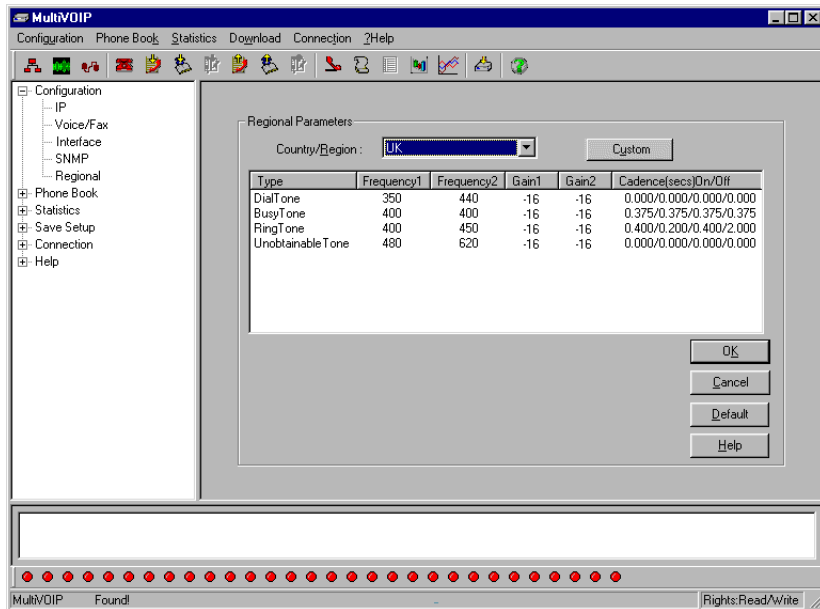 MultiVOIP
Configuration Phone Book Statistics Download Connection ?Help
Configuration
IP
Voice/Fax
Interface
SNMP
Regional
Phone Book
Statistics
Save Setup
Connection
Help
Regional Parameters
Country/Region : UK Custom
Type Frequency1 Frequency2 Gain1 Gain2 Cadence(secs)On/Off
DialTone 350 440 -16 -16 0.000/0.000/0.000/0.000
BusyTone 400 400 -16 -16 0.375/0.375/0.375/0.375
RingTone 400 450 -16 -16 0.400/0.200/0.400/2.000
UnobtainableTone 480 620 -16 -16 0.000/0.000/0.000/0.000
OK
Cancel
Default
Help
MultiVOIP Found! Rights:Read/Write